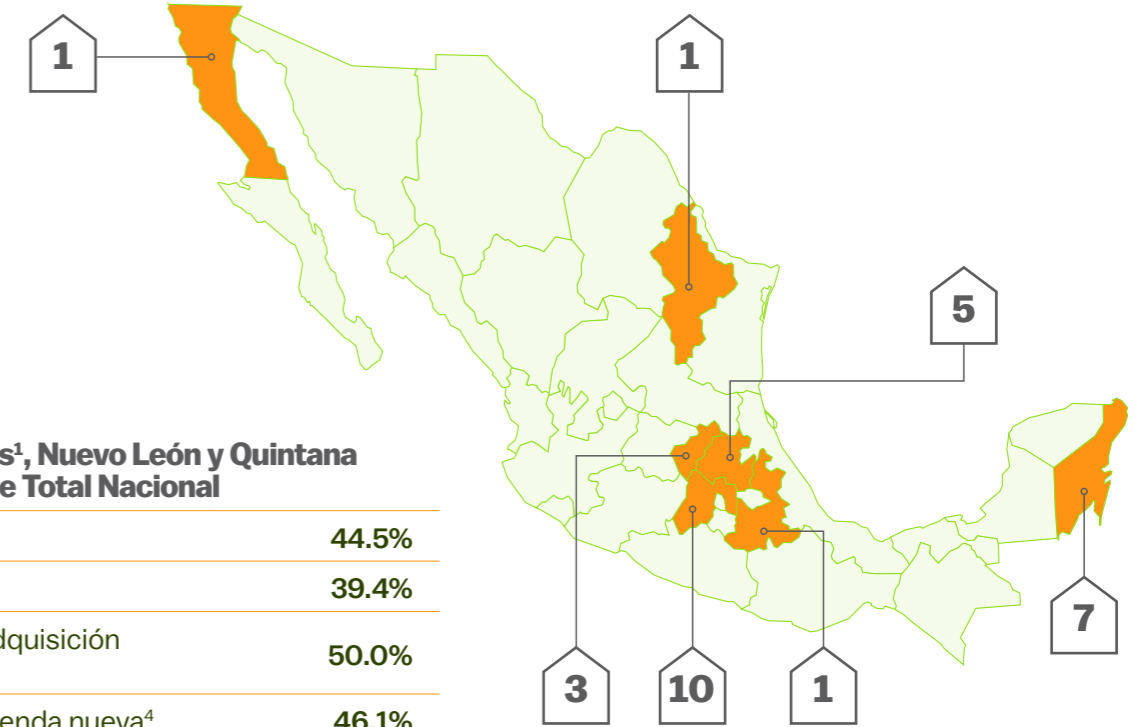 1
1
5
s¹, Nuevo León y Quintana
e Total Nacional
44.5%
39.4%
dquisición
50.0%
enda nueva⁴
46.1%
7
3
10
1